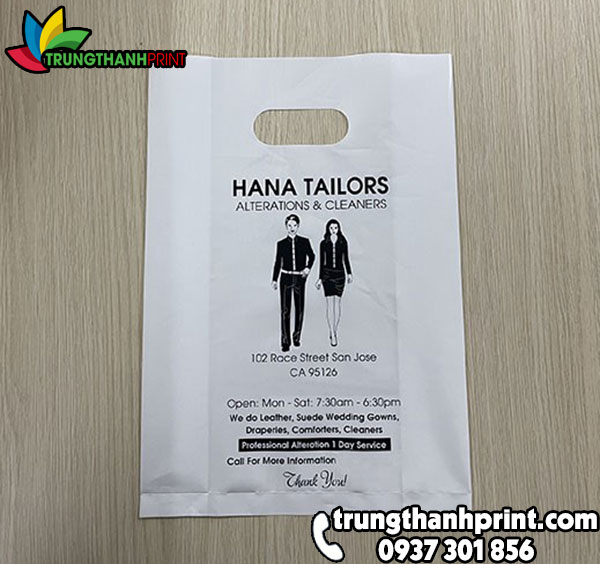 TRUNGTHANHPRINT
HANA TAILORS
ALTERATIONS & CLEANERS
102 Race Street San Jose
CA 95126
Open: Mon - Sat: 7:30am - 6:30pm
We do Leather, Suede Wedding Gowns,
Draperies, Comforters, Cleaners
Professional Alteration 1 Day Service
Call For More Information
Thank You!
trungthanhprint.com
0937 301 856